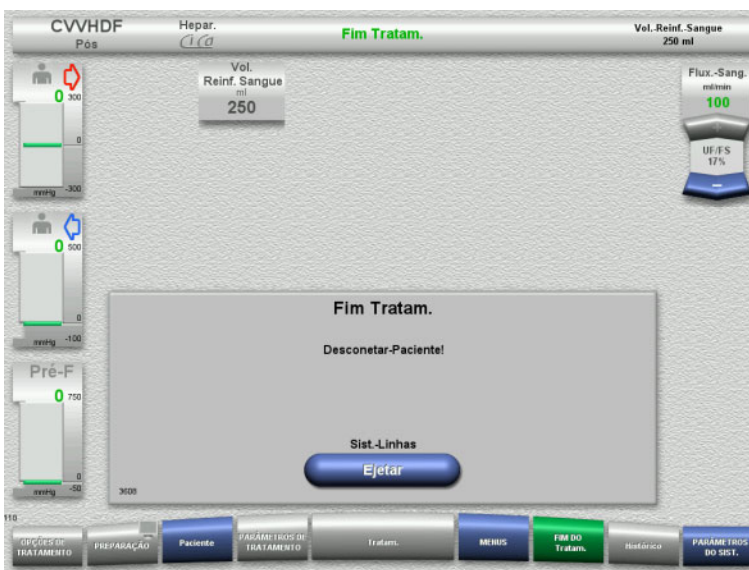 CVVHDF
Pós
Hepar.
Fim Tratam.
Vol.-Reinf.-Sangue
250 ml
0
300
0
mmHg
-300
Vol.
Reinf. Sangue
ml
250
Flux.-Sang.
ml/min
100
+
UF/FS
17%
-
0
500
0
mmHg
-100
Pré-F
0
750
0
mmHg
-50
Fim Tratam.
Desconetar-Paciente!
Sist.-Linhas
Ejetar
3608
110
OPÇÕES DE
TRATAMENTO
PREPARAÇÃO
Paciente
PARÂMETROS DE
TRATAMENTO
Tratam.
MENUS
FIM DO
Tratam.
Histórico
PARÂMETROS
DO SIST.